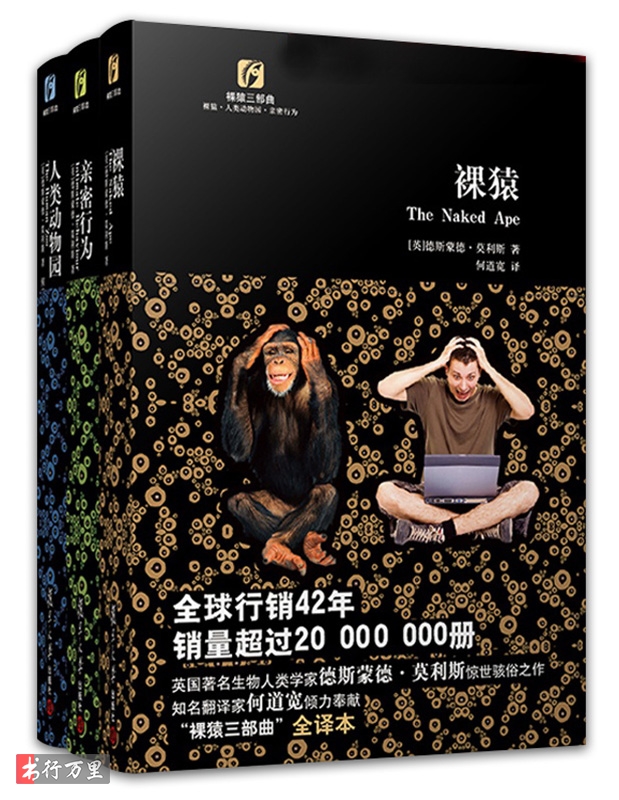 裸猿三部曲
裸猿·人类动物园·亲密行为
裸猿
The Naked Ape
[英]德斯蒙德·莫利斯 著
何道宽 译
全球行销42年
销量超过20 000 000册
英国著名生物人类学家德斯蒙德·莫利斯惊世骇俗之作
知名翻译家何道宽倾力奉献
“裸猿三部曲”全译本
人类动物园
亲密行为
裸猿
书行万里